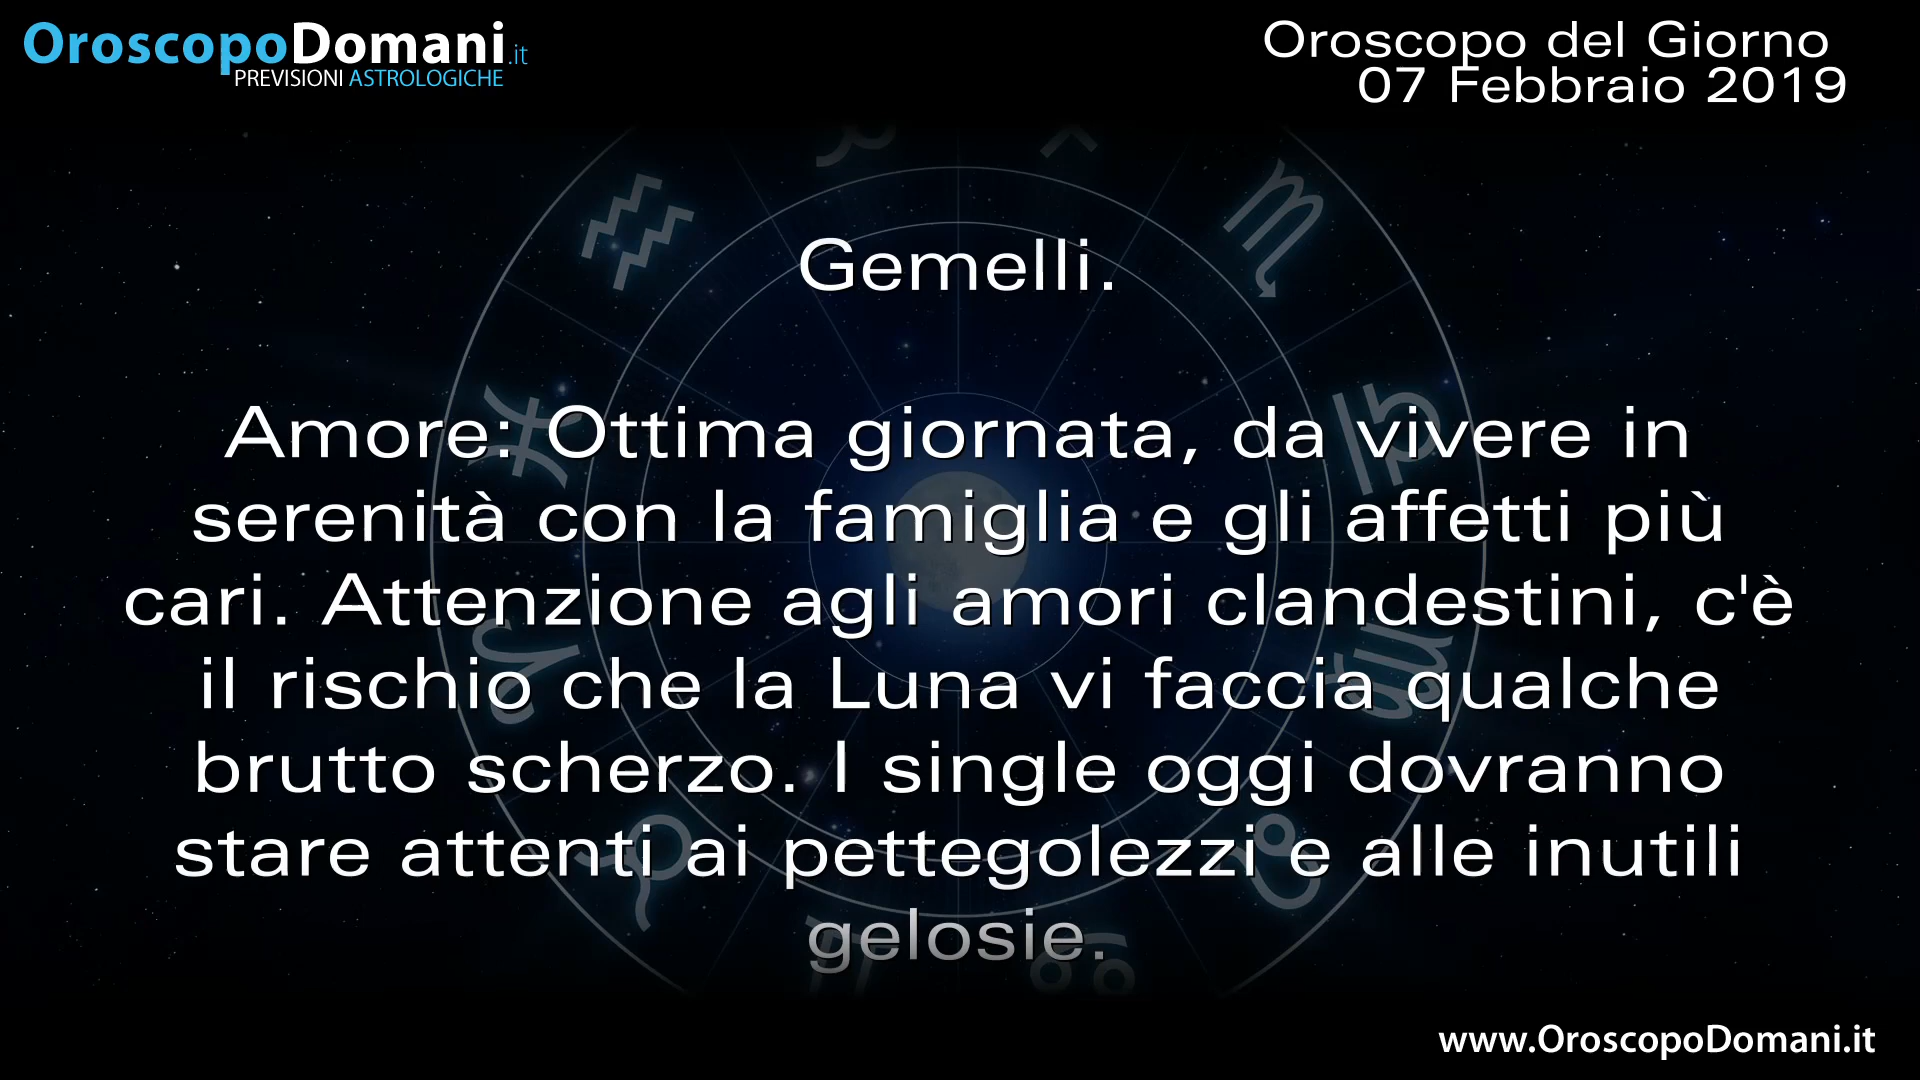 OroscopoDomani.it
PREVISIONI ASTROLOGICHE
Oroscopo del Giorno
07 Febbraio 2019
Gemelli.
Amore: Ottima giornata, da vivere in
serenità con la famiglia e gli affetti più
cari. Attenzione agli amori clandestini, c'è
il rischio che la Luna vi faccia qualche
brutto scherzo. I single oggi dovranno
stare attenti ai pettegolezzi e alle inutili
gelosie.
www.OroscopoDomani.it